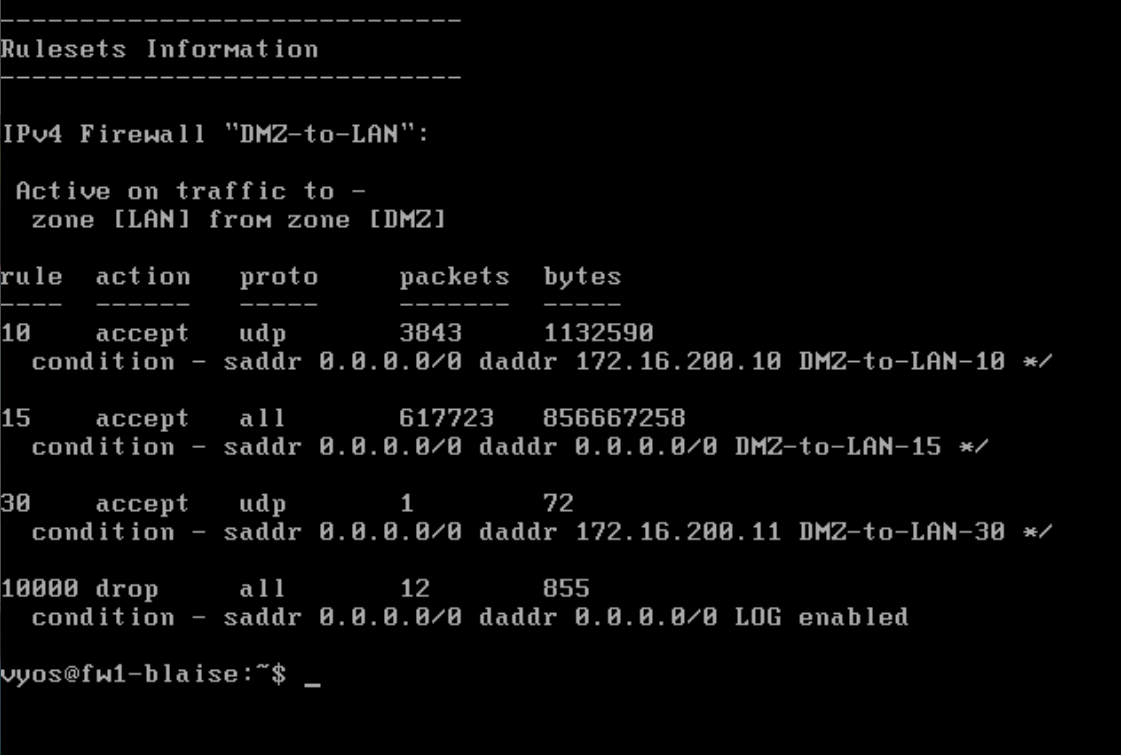 -----------------------------
Rulesets Information
-----------------------------
IPv4 Firewall "DMZ-to-LAN":
Active on traffic to -
zone [LAN] from zone [DMZ]
rule action proto packets bytes
---- ------ ----- ------- -----
10 accept udp 3843 1132590
condition - saddr 0.0.0.0/0 daddr 172.16.200.10 DMZ-to-LAN-10 */
15 accept all 617723 856667258
condition - saddr 0.0.0.0/0 daddr 0.0.0.0/0 DMZ-to-LAN-15 */
30 accept udp 1 72
condition - saddr 0.0.0.0/0 daddr 172.16.200.11 DMZ-to-LAN-30 */
10000 drop all 12 855
condition - saddr 0.0.0.0/0 daddr 0.0.0.0/0 LOG enabled
vyos@fw1-blaise:~$ _